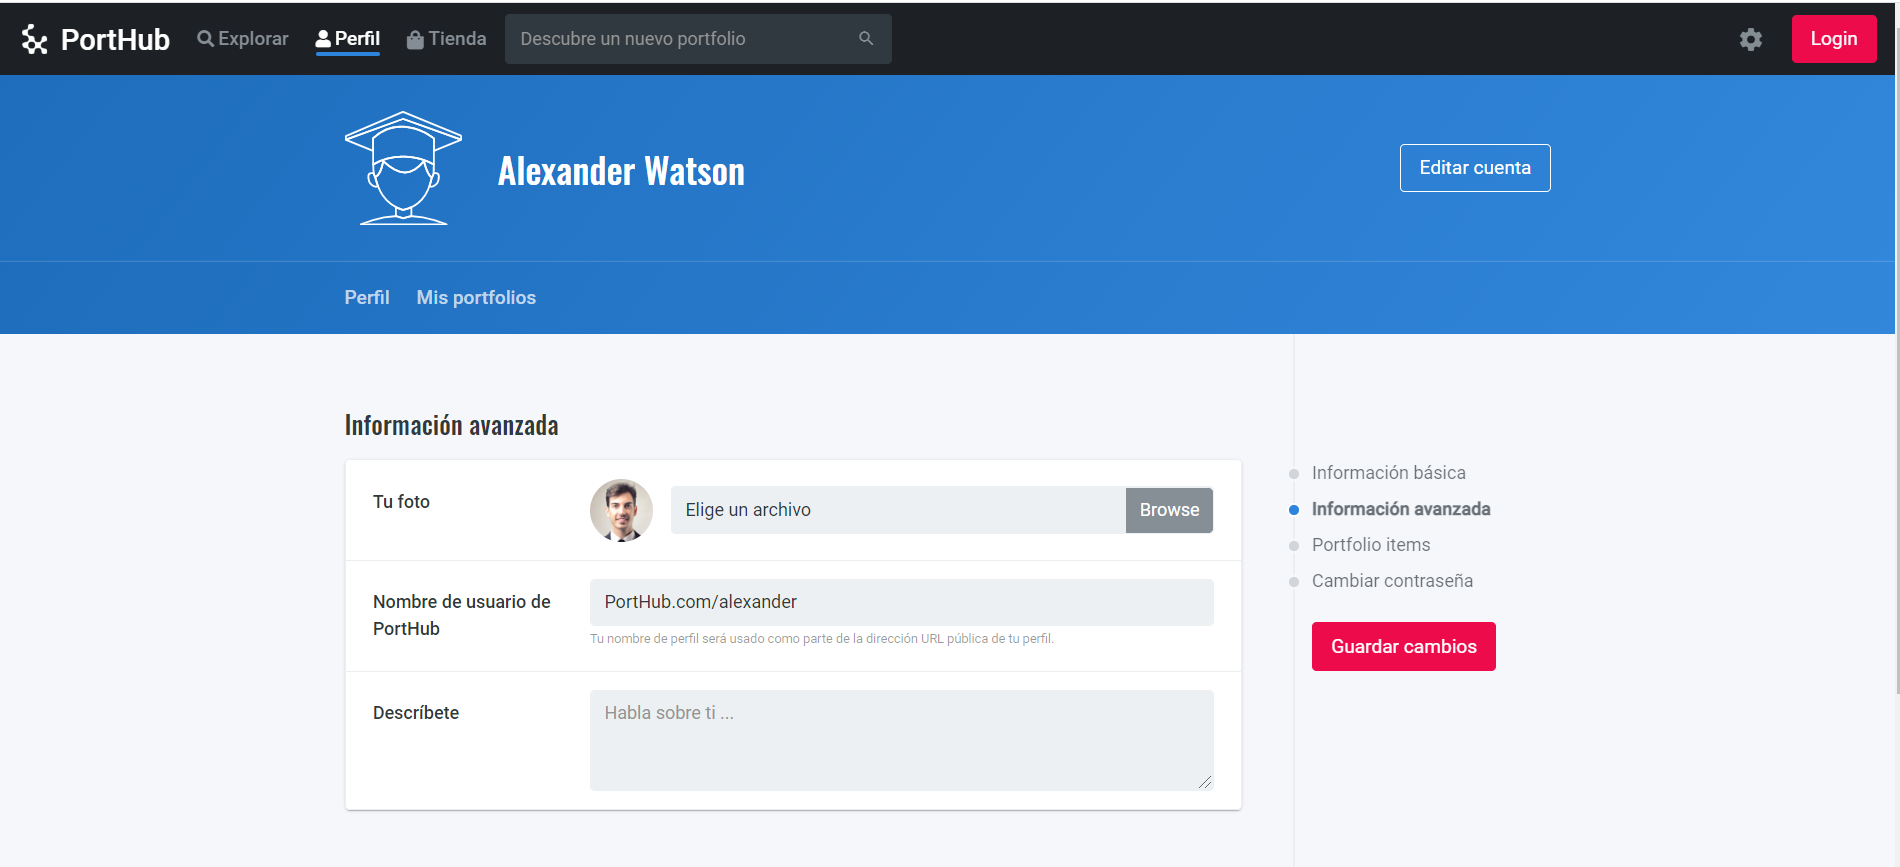 PortHub Explorar Perfil Tienda Descubre un nuevo portfolio Login
Alexander Watson
Editar cuenta
Perfil Mis portfolios
Información avanzada
Tu foto
Elige un archivo Browse
Nombre de usuario de
PortHub
PortHub.com/alexander
Tu nombre de perfil será usado como parte de la dirección URL pública de tu perfil.
Descríbete
Habla sobre ti ...
Información básica
Información avanzada
Portfolio items
Cambiar contraseña
Guardar cambios